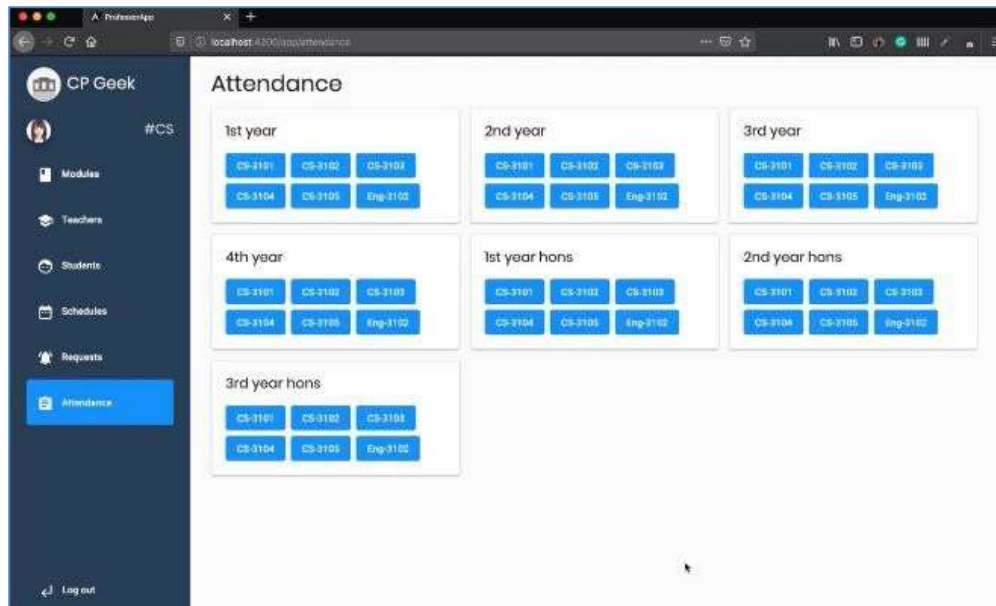 ProfessorApp
localhost:4200/app/attendance
CP Geek
#CS
Modules
Teachers
Students
Schedules
Requests
Attendance
Log out
Attendance
1st year
CS-3101 CS-3102 CS-3103
CS-3104 CS-3105 Eng-3102
2nd year
CS-3101 CS-3102 CS-3103
CS-3104 CS-3105 Eng-3102
3rd year
CS-3101 CS-3102 CS-3103
CS-3104 CS-3105 Eng-3102
4th year
CS-3101 CS-3102 CS-3103
CS-3104 CS-3105 Eng-3102
1st year hons
CS-3101 CS-3102 CS-3103
CS-3104 CS-3105 Eng-3102
2nd year hons
CS-3101 CS-3102 CS-3103
CS-3104 CS-3105 Eng-3102
3rd year hons
CS-3101 CS-3102 CS-3103
CS-3104 CS-3105 Eng-3102